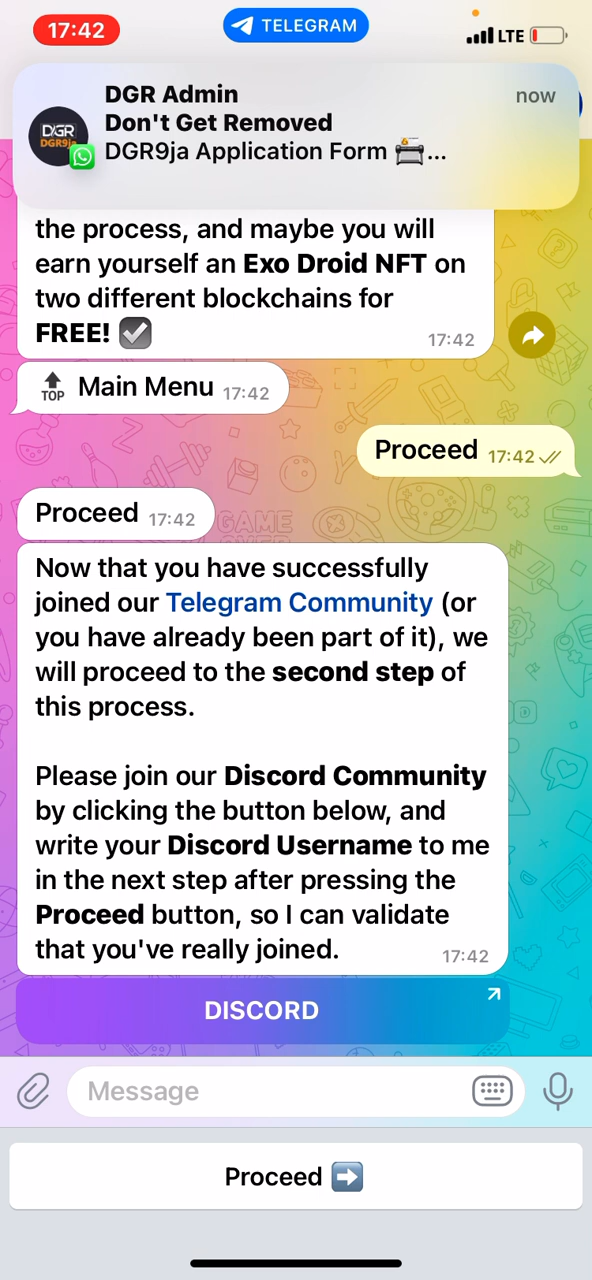 17:42
TELEGRAM
LTE
DGR Admin
now
Don't Get Removed
DGR9ja Application Form 📠...
DGR
DGR9ja
the process, and maybe you will
earn yourself an Exo Droid NFT on
two different blockchains for
FREE! ☑️
17:42
TOP Main Menu 17:42
Proceed 17:42
Proceed 17:42
GAME
OVER
Now that you have successfully
joined our Telegram Community (or
you have already been part of it), we
will proceed to the second step of
this process.
Please join our Discord Community
by clicking the button below, and
write your Discord Username to me
in the next step after pressing the
Proceed button, so I can validate
that you've really joined.
17:42
DISCORD
Message
Proceed ➡️